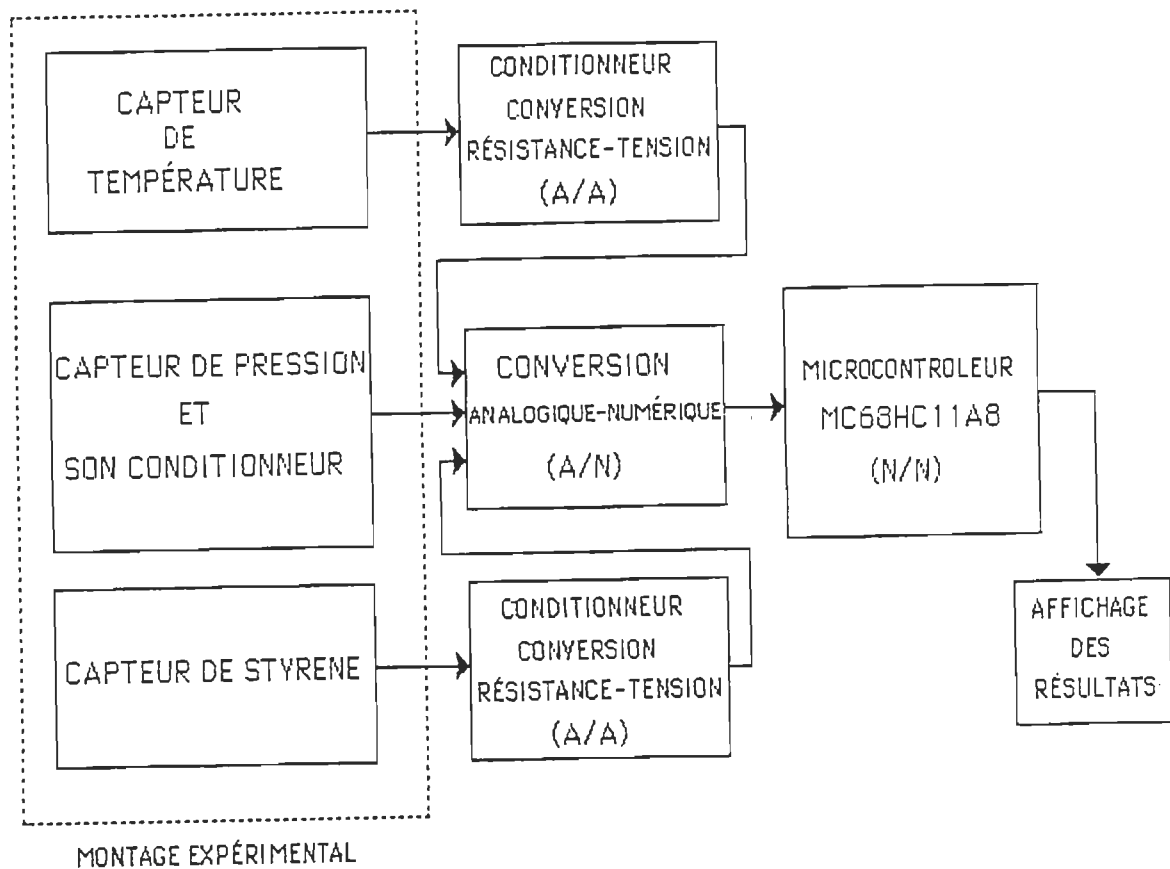 CAPTEUR
DE
TEMPÉRATURE
CONDITIONNEUR
CONVERSION
RÉSISTANCE-TENSION
(A/A)
CAPTEUR DE PRESSION
ET
SON CONDITIONNEUR
CONVERSION
ANALOGIQUE-NUMÉRIQUE
(A/N)
MICROCONTROLEUR
MC68HC11A8
(N/N)
CAPTEUR DE STYRENE
CONDITIONNEUR
CONVERSION
RÉSISTANCE-TENSION
(A/A)
AFFICHAGE
DES
RÉSULTATS
MONTAGE EXPÉRIMENTAL